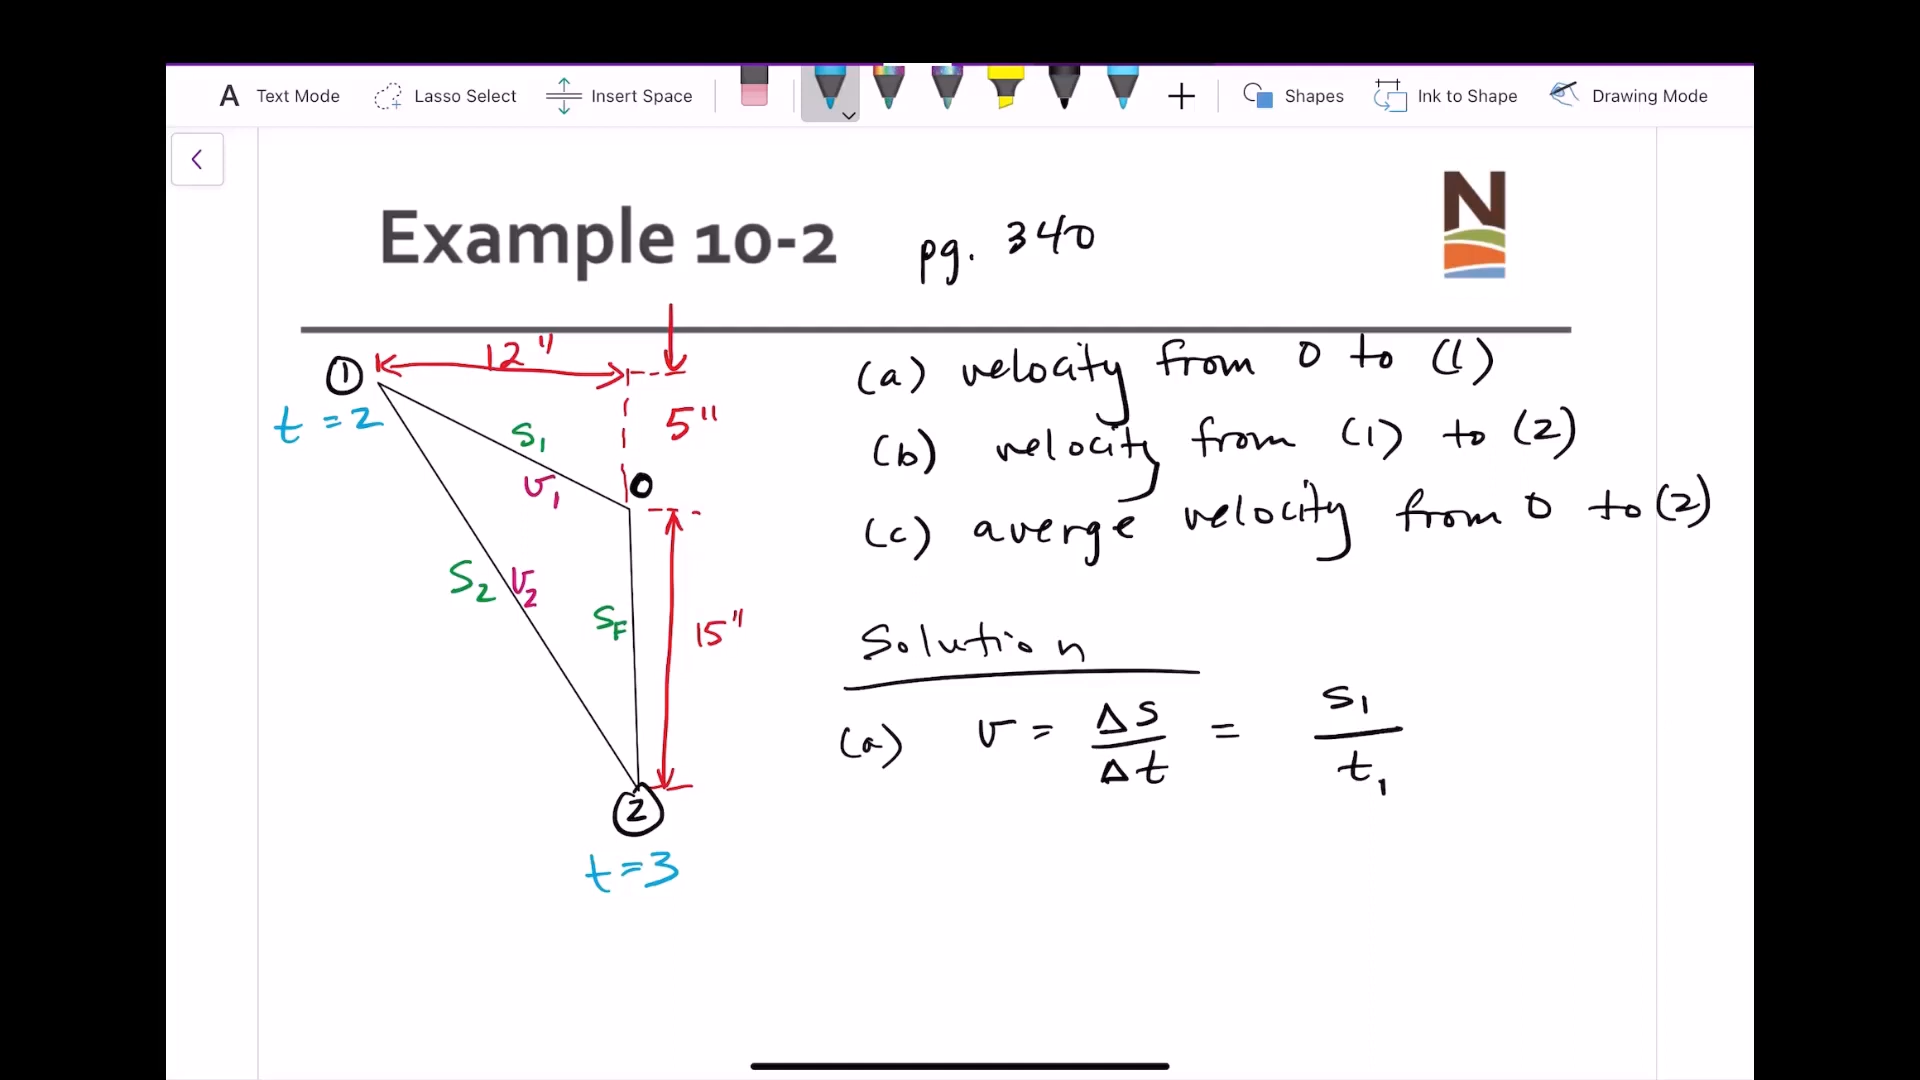 A Text Mode Lasso Select Insert Space + Shapes Ink to Shape Drawing Mode
Example 10-2 pg. 340
N
12"
① 
t = 2
5"
S₁
v₁
0
S₂ v₂
S_F
15"
②
t = 3
(a) velocity from 0 to (1)
(b) velocity from (1) to (2)
(c) averge velocity from 0 to (2)
Solution
(a) v = Δs/Δt = s₁/t₁